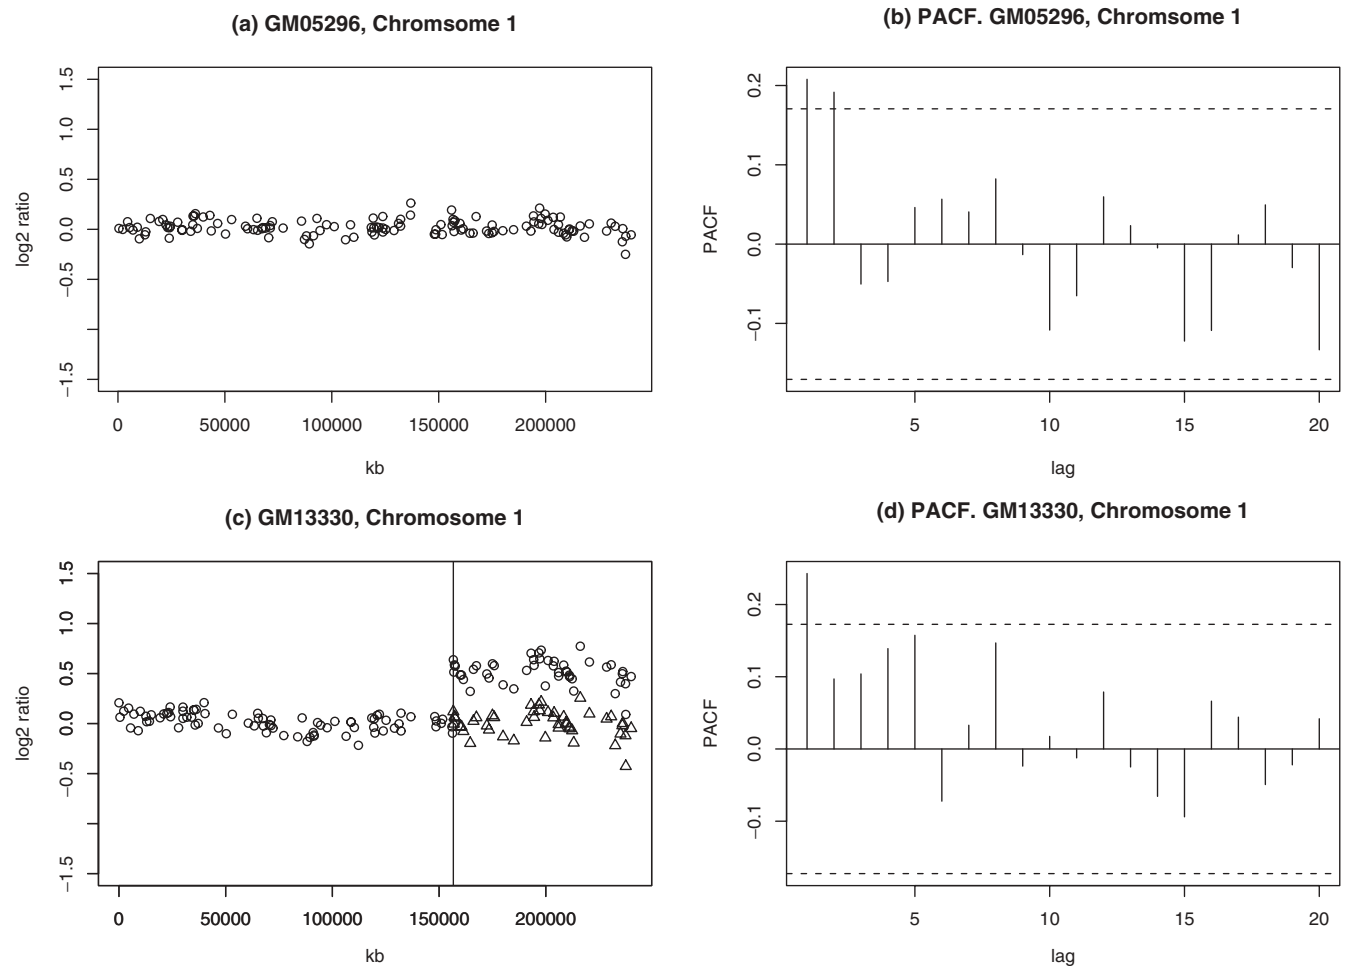 (a) GM05296, Chromsome 1
1.5
1.0
0.5
0.0
−0.5
−1.5
log2 ratio
0 50000 100000 150000 200000
kb
(b) PACF. GM05296, Chromsome 1
0.2
0.1
0.0
−0.1
PACF
5 10 15 20
lag
(c) GM13330, Chromosome 1
1.5
1.0
0.5
0.0
−0.5
−1.5
log2 ratio
0 50000 100000 150000 200000
kb
(d) PACF. GM13330, Chromosome 1
0.2
0.1
0.0
−0.1
PACF
5 10 15 20
lag